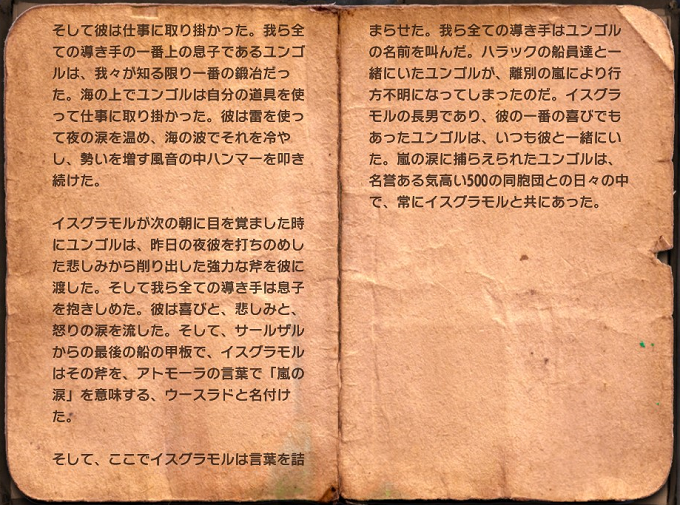 そして彼は仕事に取り掛かった。我ら全
ての導き手の一番上の息子であるユンゴ
ルは、我々が知る限り一番の鍛冶だっ
た。海の上でユンゴルは自分の道具を使
って仕事に取り掛かった。彼は雷を使っ
て夜の涙を温め、海の波でそれを冷や
し、勢いを増す風音の中ハンマーを叩き
続けた。
イスグラモルが次の朝に目を覚ました時
にユンゴルは、昨日の夜彼を打ちのめし
た悲しみから削り出した強力な斧を彼に
渡した。そして我ら全ての導き手は息子
を抱きしめた。彼は喜びと、悲しみと、
怒りの涙を流した。そして、サールザル
からの最後の船の甲板で、イスグラモル
はその斧を、アトモーラの言葉で「嵐の
涙」を意味する、ウースラドと名付け
た。
そして、ここでイスグラモルは言葉を詰
まらせた。我ら全ての導き手はユンゴル
の名前を叫んだ。ハラックの船員達と一
緒にいたユンゴルが、離別の嵐により行
方不明になってしまったのだ。イスグラ
モルの長男であり、彼の一番の喜びでも
あったユンゴルは、いつも彼と一緒にい
た。嵐の涙に捕らえられたユンゴルは、
名誉ある気高い500の同胞団との日々の中
で、常にイスグラモルと共にあった。